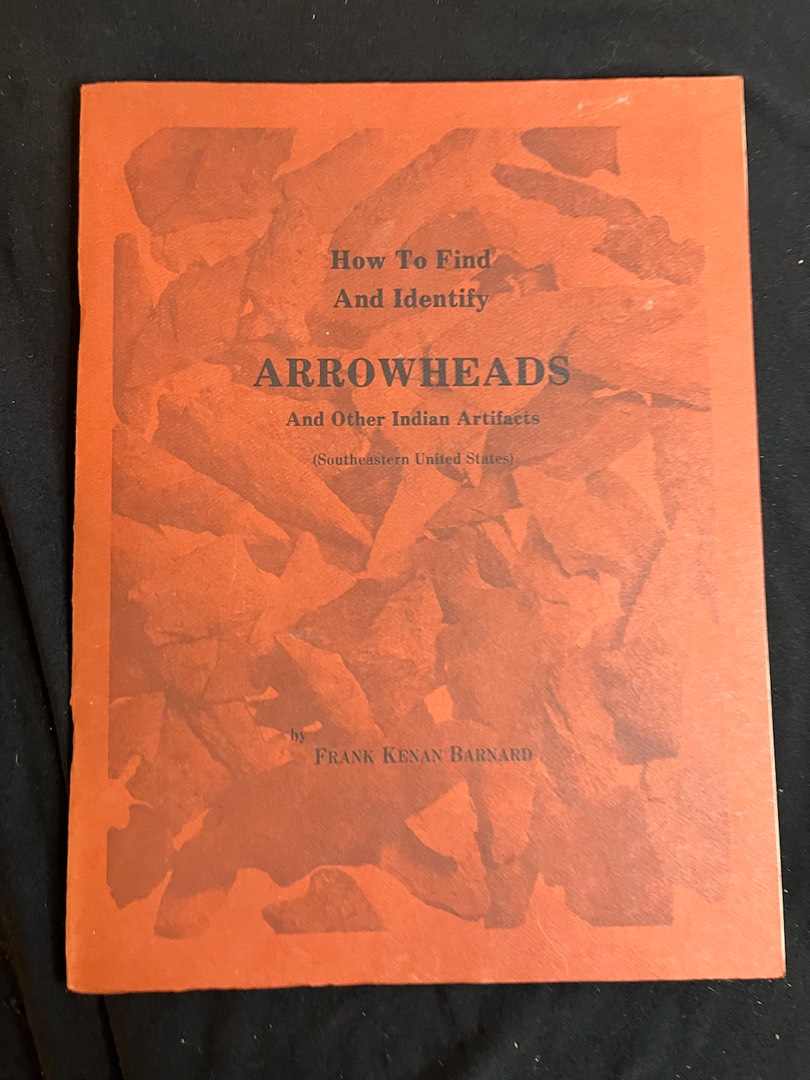 How To Find
And Identify
ARROWHEADS
And Other Indian Artifacts
(Southeastern United States)
by
FRANK KENAN BARNARD